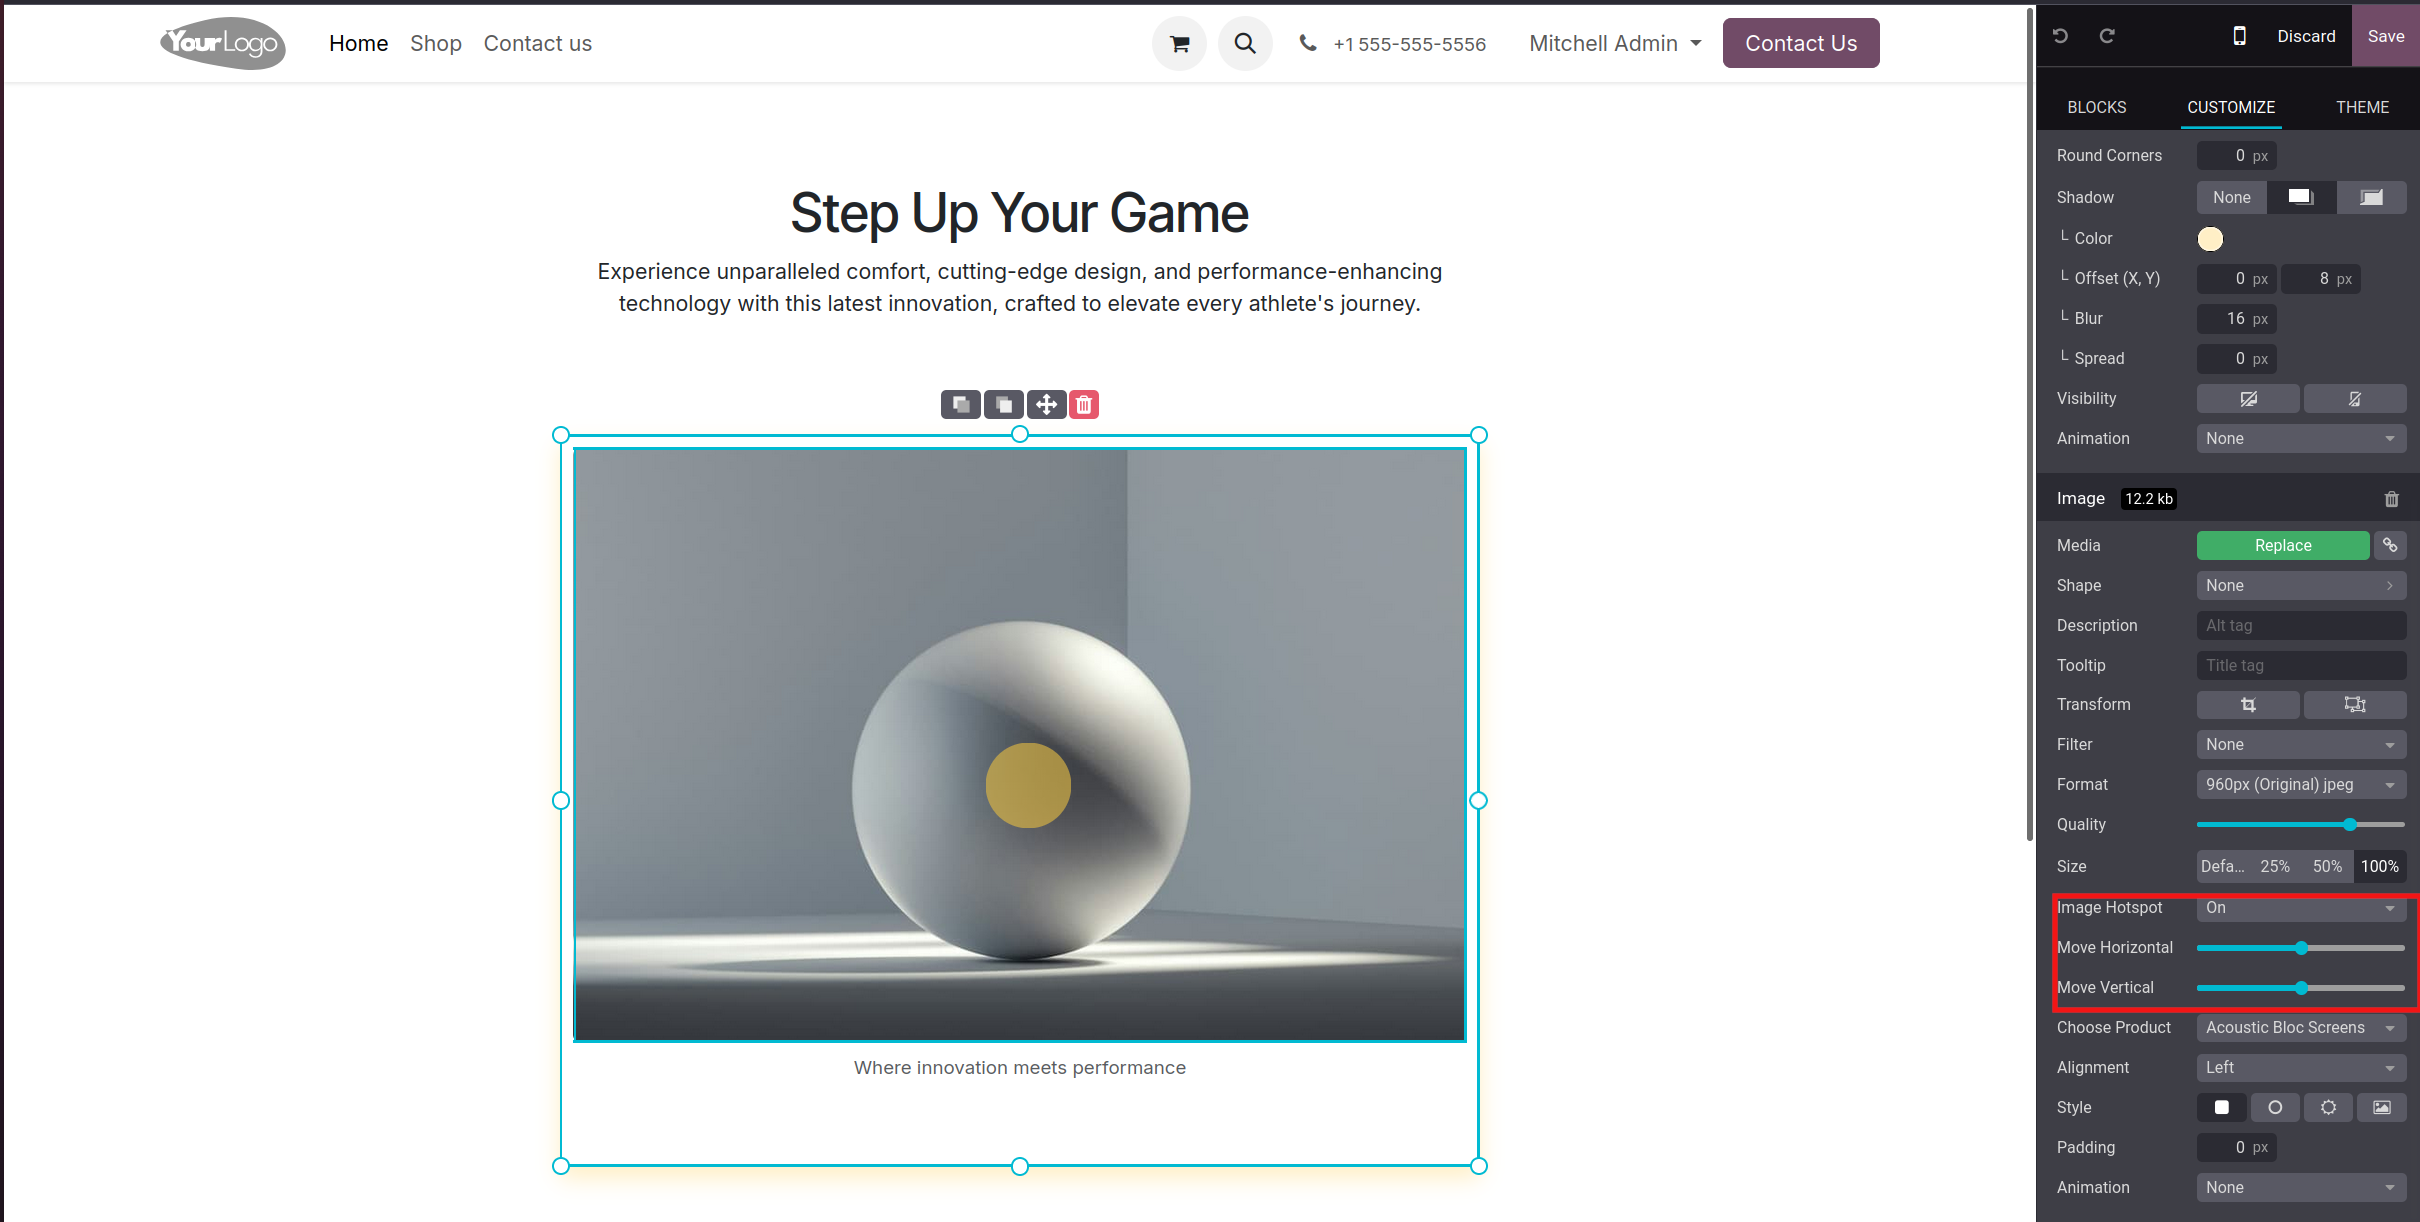 YourLogo Home Shop Contact us +1 555-555-5556 Mitchell Admin Contact Us
Discard Save
BLOCKS CUSTOMIZE THEME
Step Up Your Game
Experience unparalleled comfort, cutting-edge design, and performance-enhancing
technology with this latest innovation, crafted to elevate every athlete's journey.
Where innovation meets performance
Round Corners 0 px
Shadow None
Color
Offset (X, Y) 0 px 8 px
Blur 16 px
Spread 0 px
Visibility
Animation None
Image 12.2 kb
Media Replace
Shape None
Description Alt tag
Tooltip Title tag
Transform
Filter None
Format 960px (Original) jpeg
Quality
Size Defa... 25% 50% 100%
Image Hotspot On
Move Horizontal
Move Vertical
Choose Product Acoustic Bloc Screens
Alignment Left
Style
Padding 0 px
Animation None